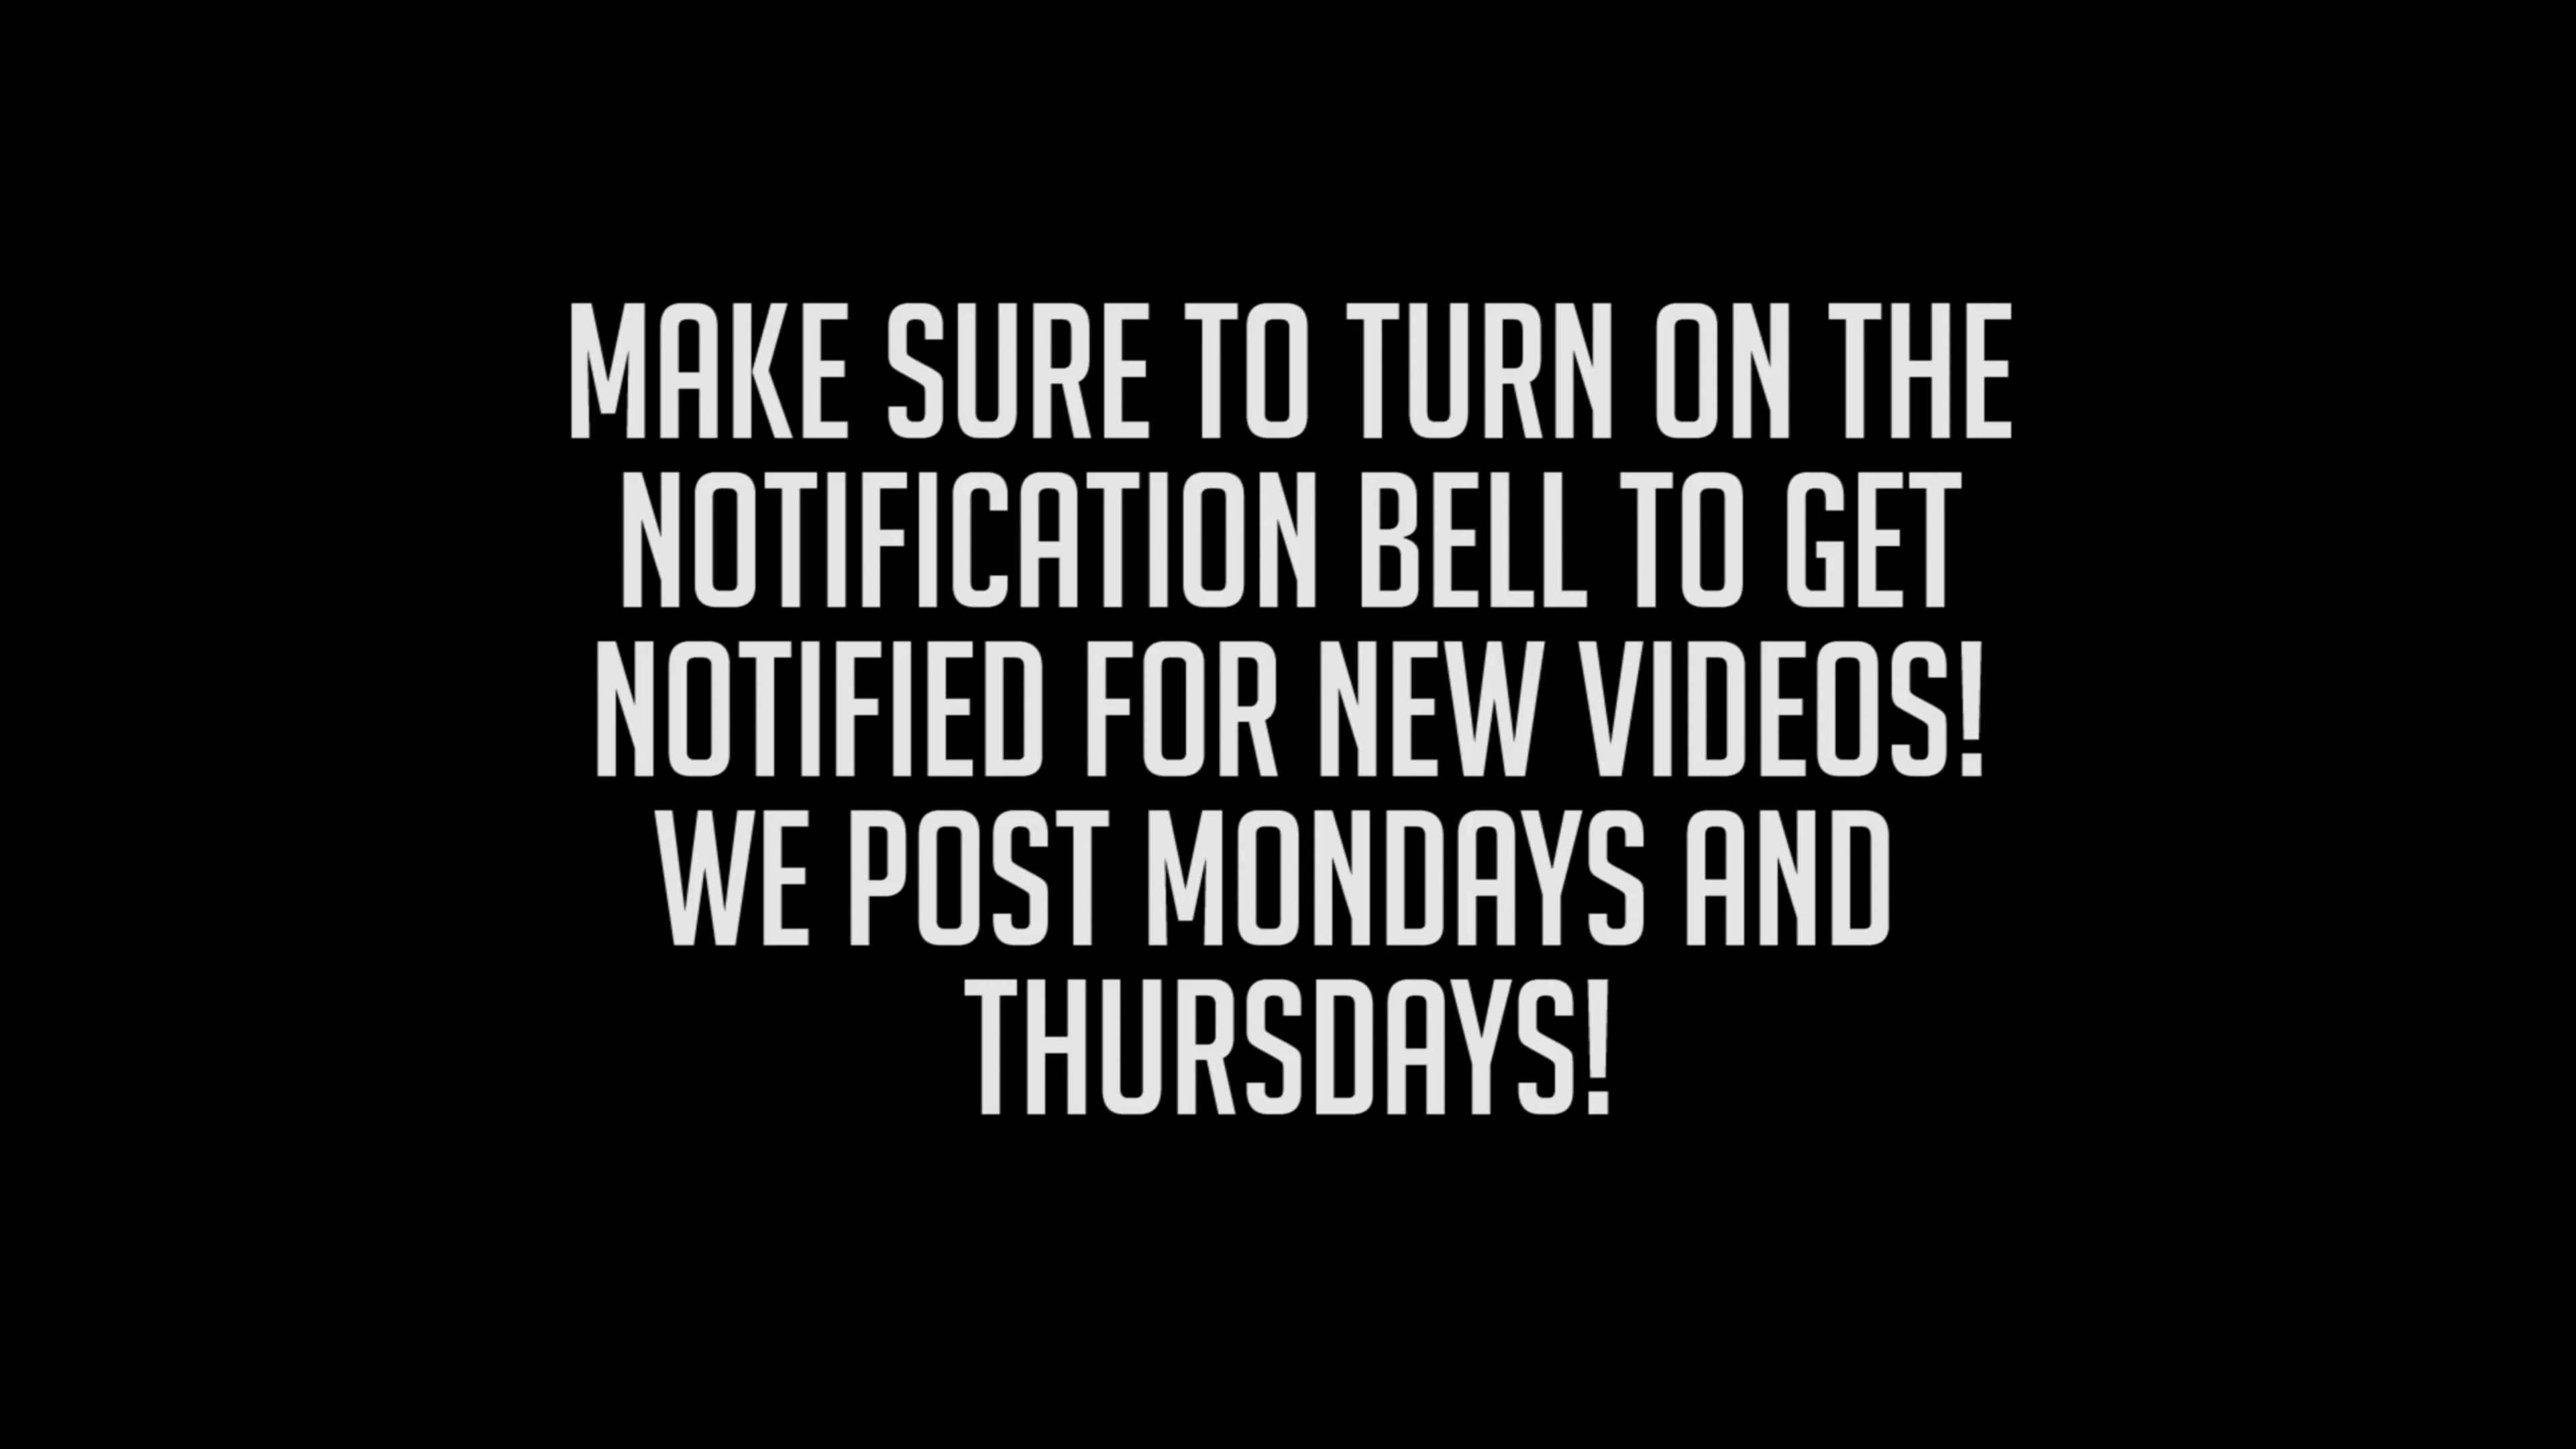 MAKE SURE TO TURN ON THE
NOTIFICATION BELL TO GET
NOTIFIED FOR NEW VIDEOS!
WE POST MONDAYS AND
THURSDAYS!